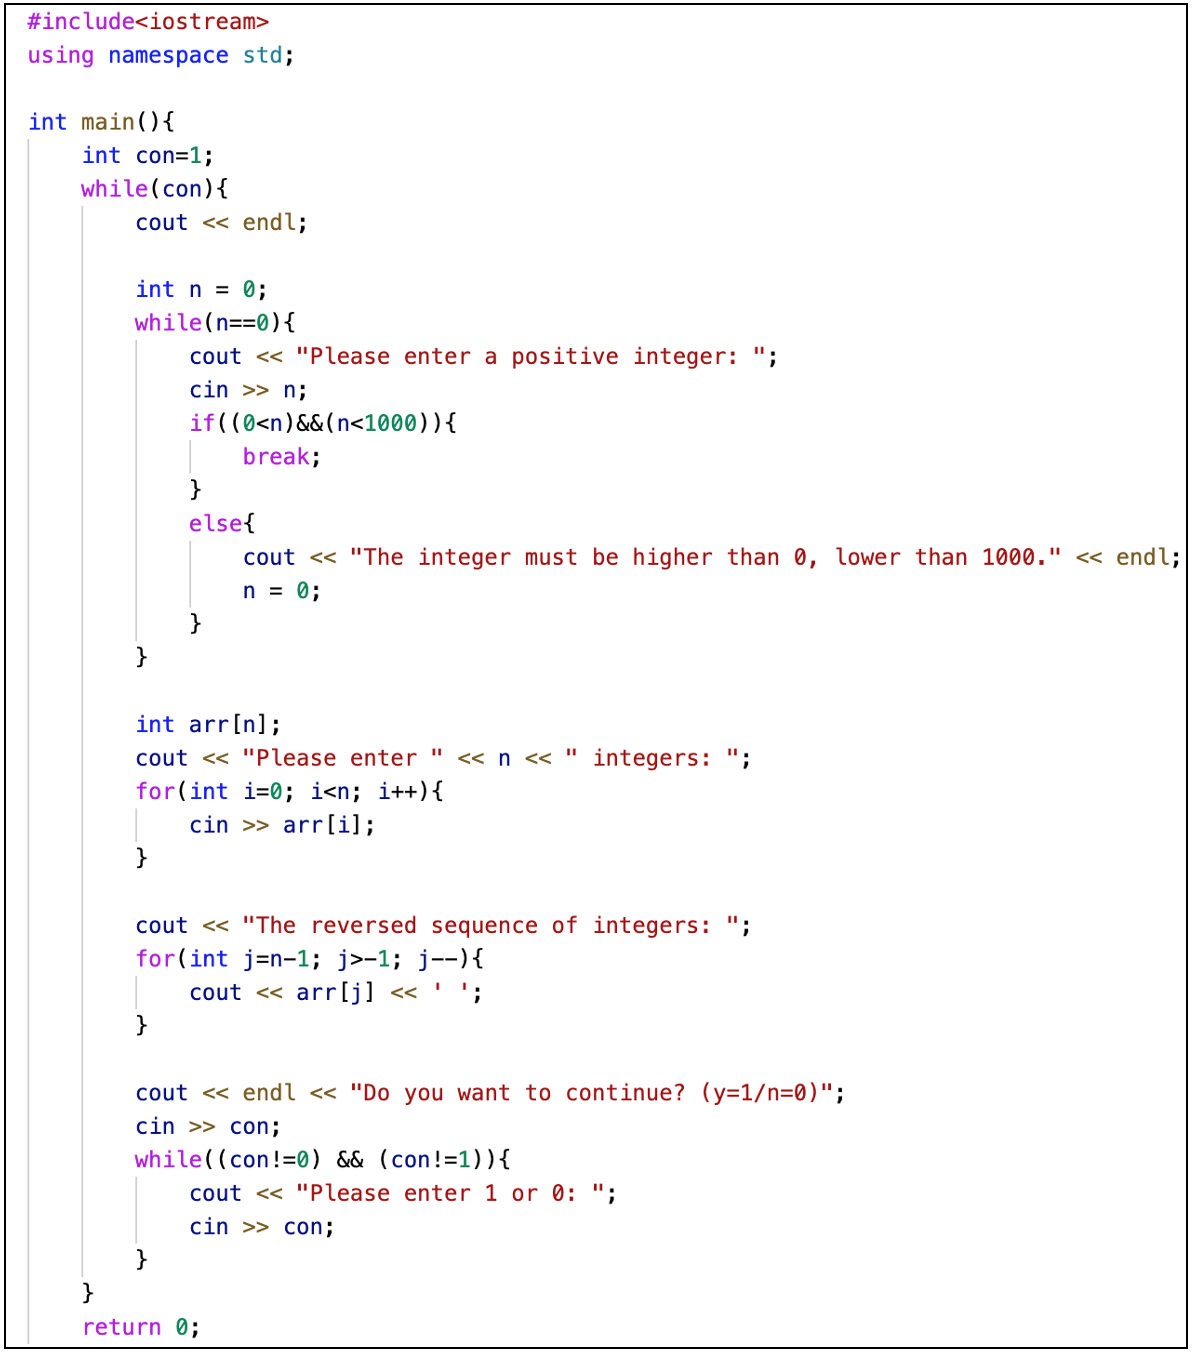 #include<iostream>
using namespace std;

int main(){
    int con=1;
    while(con){
        cout << endl;

        int n = 0;
        while(n==0){
            cout << "Please enter a positive integer: ";
            cin >> n;
            if((0<n)&&(n<1000)){
                break;
            }
            else{
                cout << "The integer must be higher than 0, lower than 1000." << endl;
                n = 0;
            }
        }

        int arr[n];
        cout << "Please enter " << n << " integers: ";
        for(int i=0; i<n; i++){
            cin >> arr[i];
        }

        cout << "The reversed sequence of integers: ";
        for(int j=n-1; j>-1; j--){
            cout << arr[j] << ' ';
        }

        cout << endl << "Do you want to continue? (y=1/n=0)";
        cin >> con;
        while((con!=0) && (con!=1)){
            cout << "Please enter 1 or 0: ";
            cin >> con;
        }
    }
    return 0;